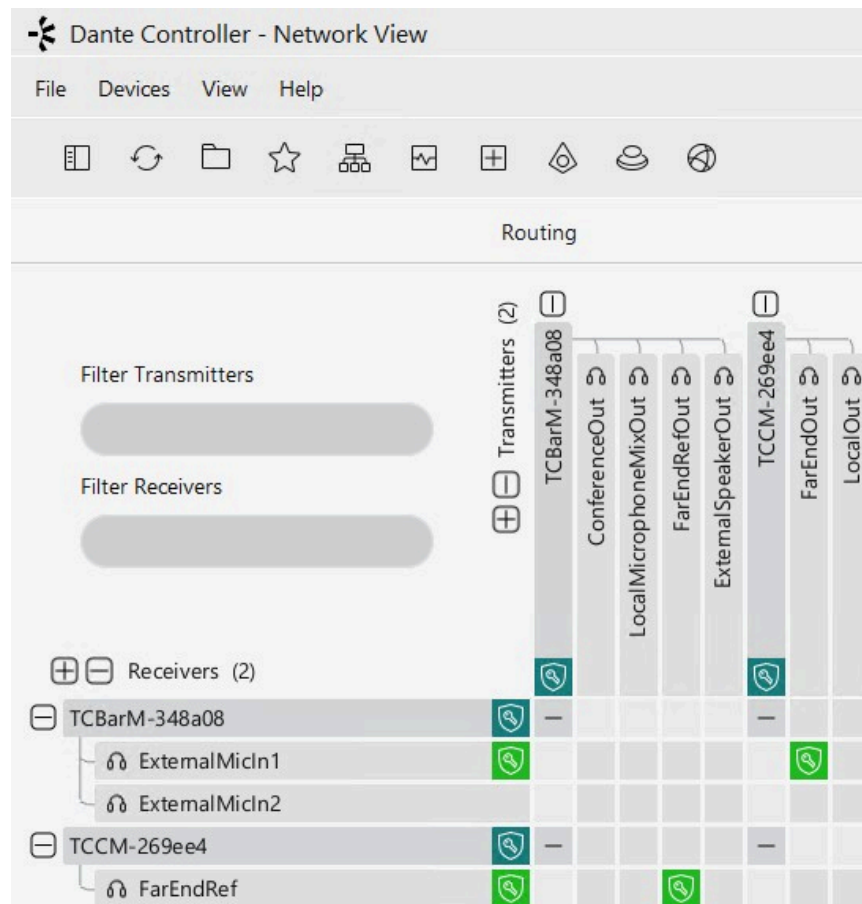 Dante Controller - Network View
File Devices View Help
Routing
Filter Transmitters
Filter Receivers
Transmitters (2)
TCBarM-348a08
ConferenceOut
LocalMicrophoneMixOut
FarEndRefOut
ExternalSpeakerOut
TCCM-269ee4
FarEndOut
LocalOut
Receivers (2)
TCBarM-348a08
ExternalMicIn1
ExternalMicIn2
TCCM-269ee4
FarEndRef